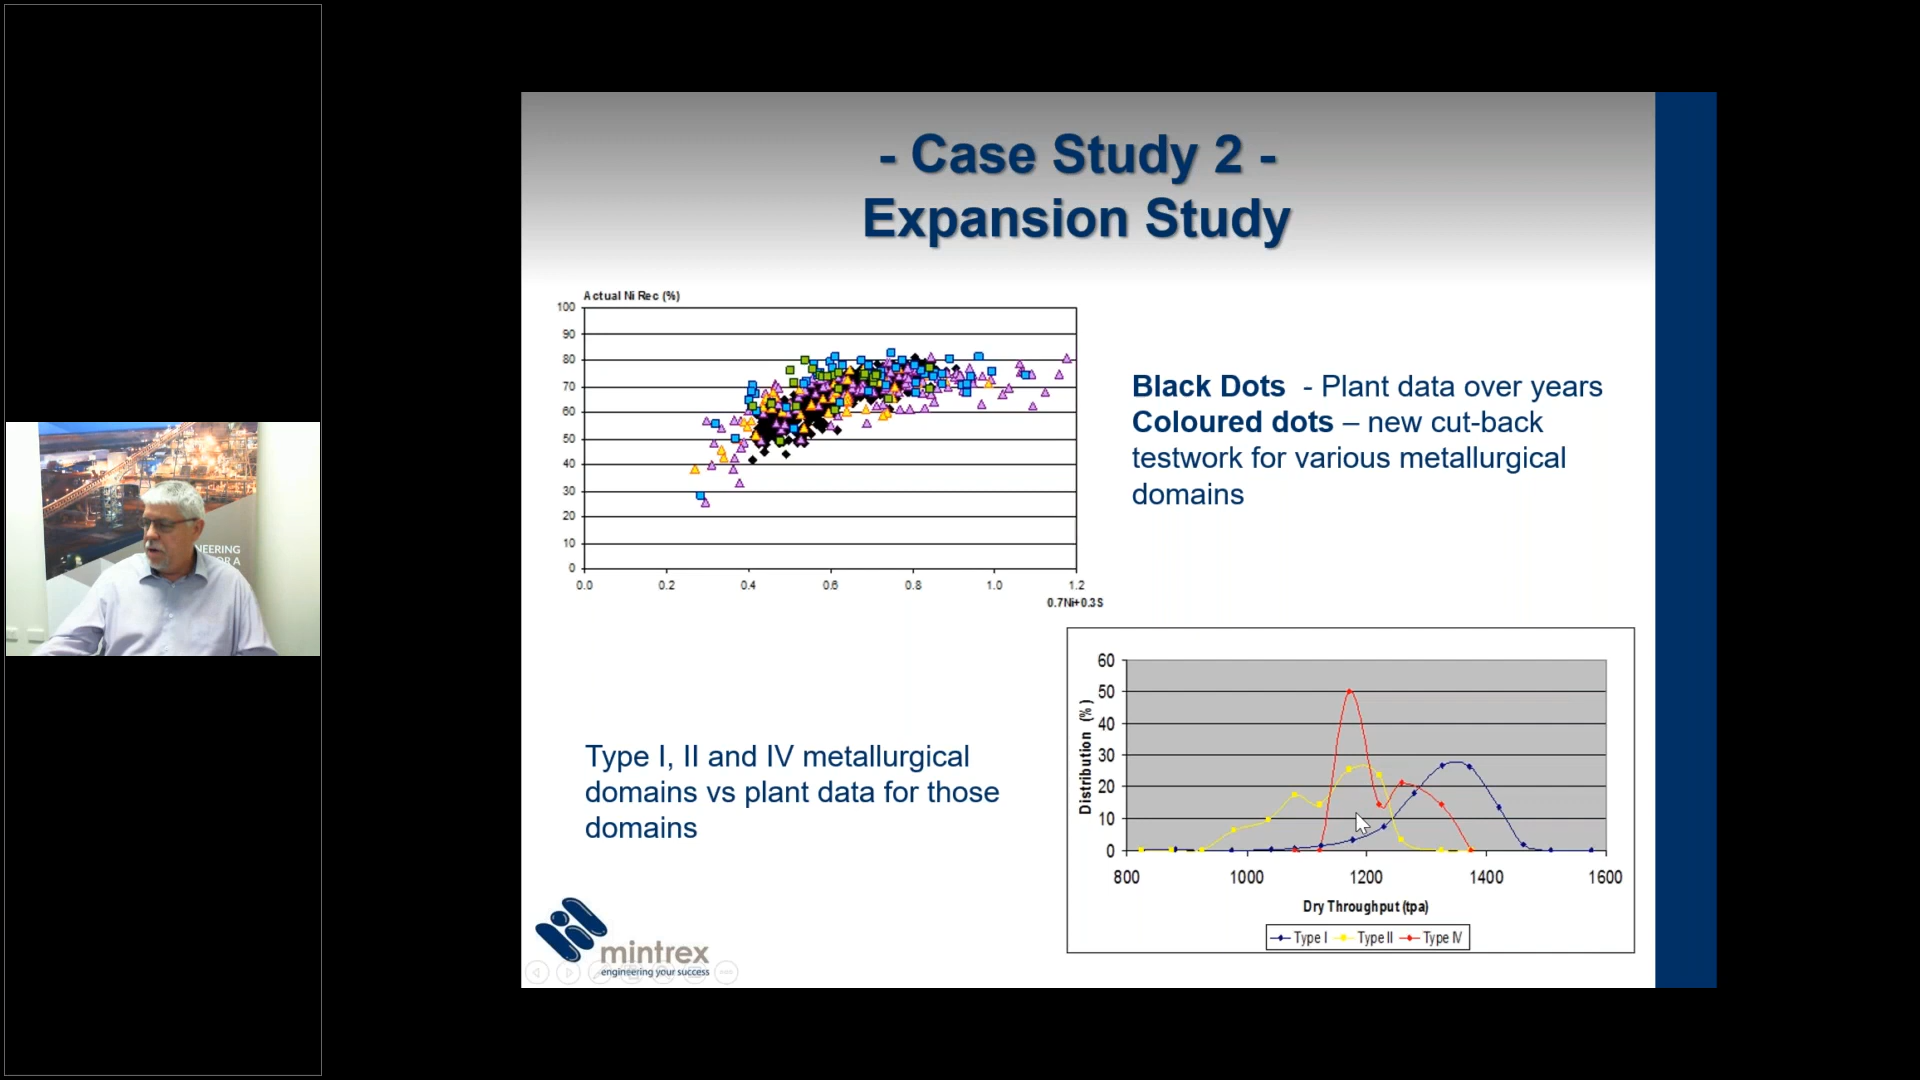 - Case Study 2 -
Expansion Study
Actual Ni Rec (%)
100
90
80
70
60
50
40
30
20
10
0
0.0 0.2 0.4 0.6 0.8 1.0 1.2
0.7Ni+0.3S
Black Dots - Plant data over years
Coloured dots – new cut-back
testwork for various metallurgical
domains
NEERING
OR A
Type I, II and IV metallurgical
domains vs plant data for those
domains
60
50
40
30
20
10
0
Distribution (%)
800 1000 1200 1400 1600
Dry Throughput (tpa)
Type I Type II Type IV
mintrex
engineering your success